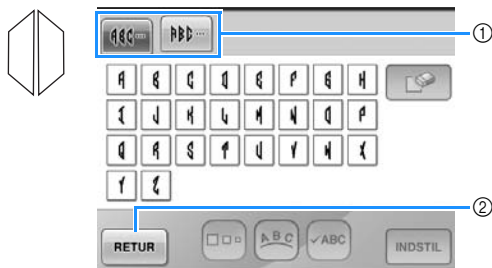 ABC ABC ①
A B C D E F G H
I J K L M N O P
Q R S T U V W X
Y Z
②
RETUR ABC ✓ABC INDSTIL